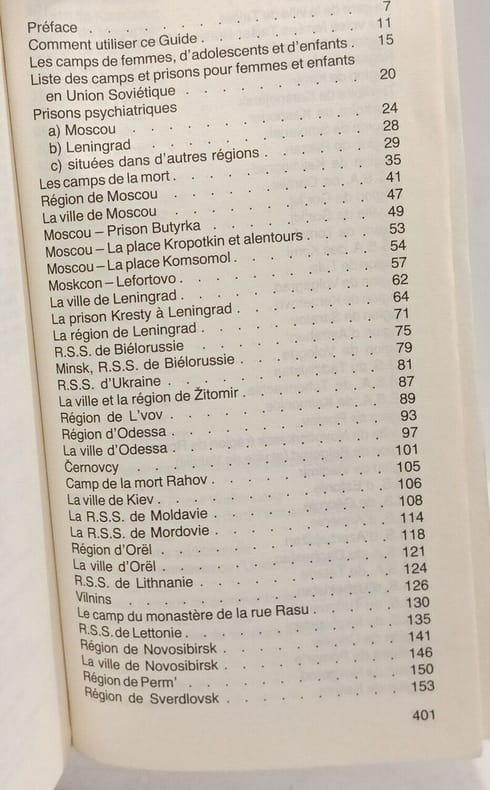 Préface . . . . . . . 7
Comment utiliser ce Guide . . . . . . . 11
Les camps de femmes, d'adolescents et d'enfants . 15
Liste des camps et prisons pour femmes et enfants
en Union Soviétique . . . . . . . 20
Prisons psychiatriques
a) Moscou . . . . . . . 24
b) Leningrad . . . . . . . 28
c) situées dans d'autres régions . . . . . 29
Les camps de la mort . . . . . . . 35
Région de Moscou . . . . . . . 41
La ville de Moscou . . . . . . . 47
Moscou – Prison Butyrka . . . . . . . 49
Moscou – La place Kropotkin et alentours . . . . 53
Moscou – La place Komsomol . . . . . . . 54
Moskcon – Lefortovo . . . . . . . 57
La ville de Leningrad . . . . . . . 62
La prison Kresty à Leningrad . . . . . . . 64
La région de Leningrad . . . . . . . 71
R.S.S. de Biélorussie . . . . . . . 75
Minsk, R.S.S. de Biélorussie . . . . . . . 79
R.S.S. d'Ukraine . . . . . . . 81
La ville et la région de Žitomir . . . . . . . 87
Région de L'vov . . . . . . . 89
Région d'Odessa . . . . . . . 93
La ville d'Odessa . . . . . . . 97
Černovcy . . . . . . . 101
Camp de la mort Rahov . . . . . . . 105
La ville de Kiev . . . . . . . 106
La R.S.S. de Moldavie . . . . . . . 108
La R.S.S. de Mordovie . . . . . . . 114
Région d'Orël . . . . . . . 118
La ville d'Orël . . . . . . . 121
R.S.S. de Lithnanie . . . . . . . 124
Vilnins . . . . . . . 126
Le camp du monastère de la rue Rasu . . . . 130
R.S.S. de Lettonie . . . . . . . 135
Région de Novosibirsk . . . . . . . 141
La ville de Novosibirsk . . . . . . . 146
Région de Perm' . . . . . . . 150
Région de Sverdlovsk . . . . . . . 153
401